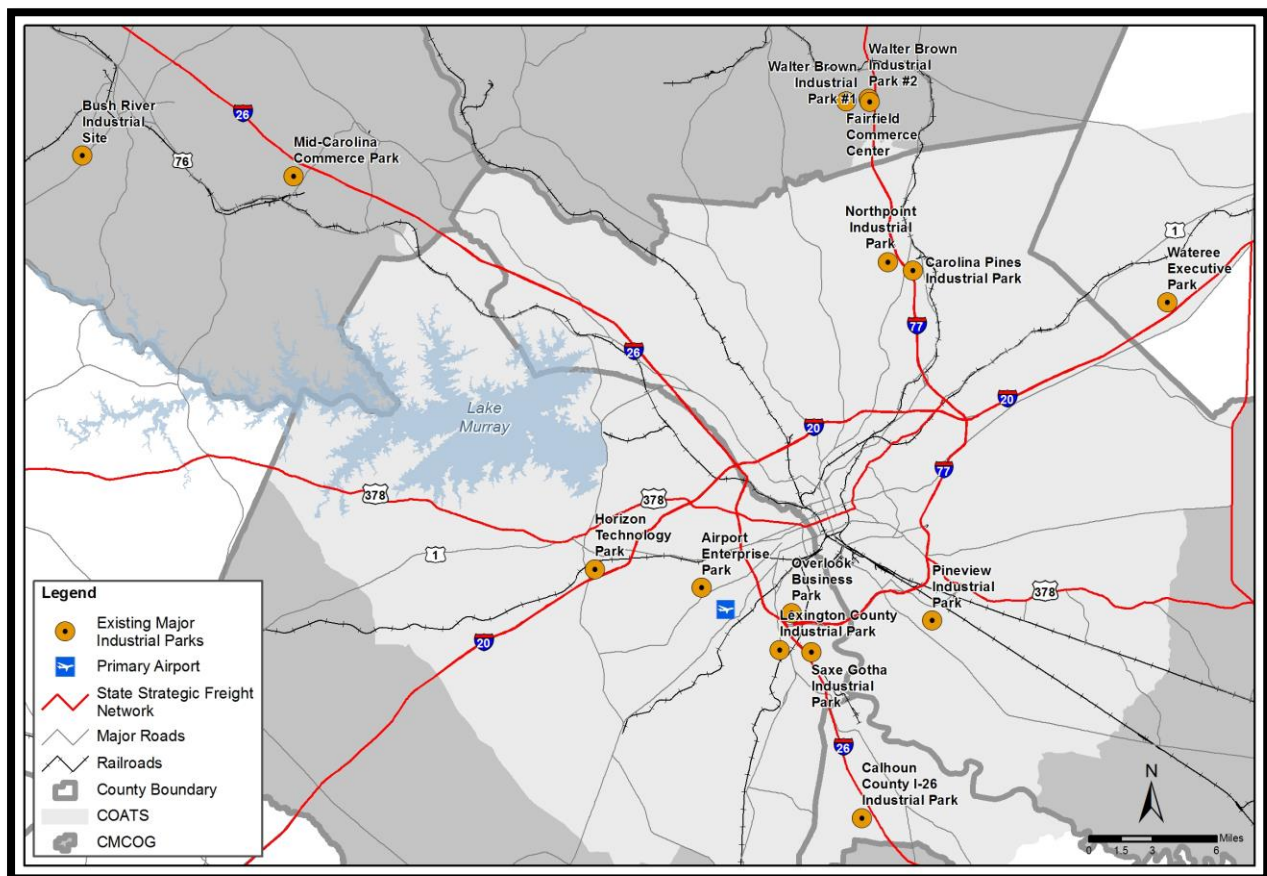 Walter Brown
Industrial
Park #2
Walter Brown
Industrial
Park #1
Fairfield
Commerce
Center
Bush River
Industrial
Site
26
Mid-Carolina
Commerce Park
76
Northpoint
Industrial
Park
Carolina Pines
Industrial Park
1
Wateree
Executive
Park
77
26
20
20
Lake
Murray
77
378
378
1
Horizon
Technology
Park
Airport
Enterprise
Park
Overlook
Business
Park
Pineview
Industrial
Park
378
Lexington County
Industrial Park
20
Saxe Gotha
Industrial
Park
26
Calhoun
County I-26
Industrial Park
Legend
Existing Major
Industrial Parks
Primary Airport
State Strategic Freight
Network
Major Roads
Railroads
County Boundary
COATS
CMCOG
N
Miles
0 1.5 3 6